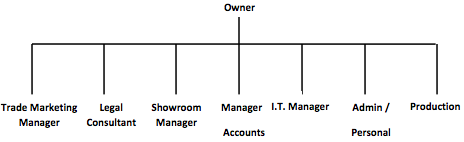 Owner
Trade Marketing
Manager
Legal
Consultant
Showroom
Manager
Manager
Accounts
I.T. Manager
Admin /
Personal
Production